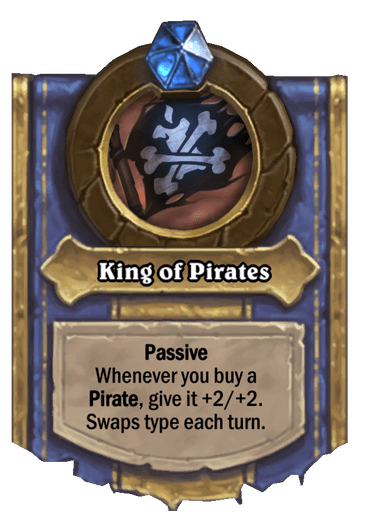 King of Pirates
Passive
Whenever you buy a
Pirate, give it +2/+2.
Swaps type each turn.